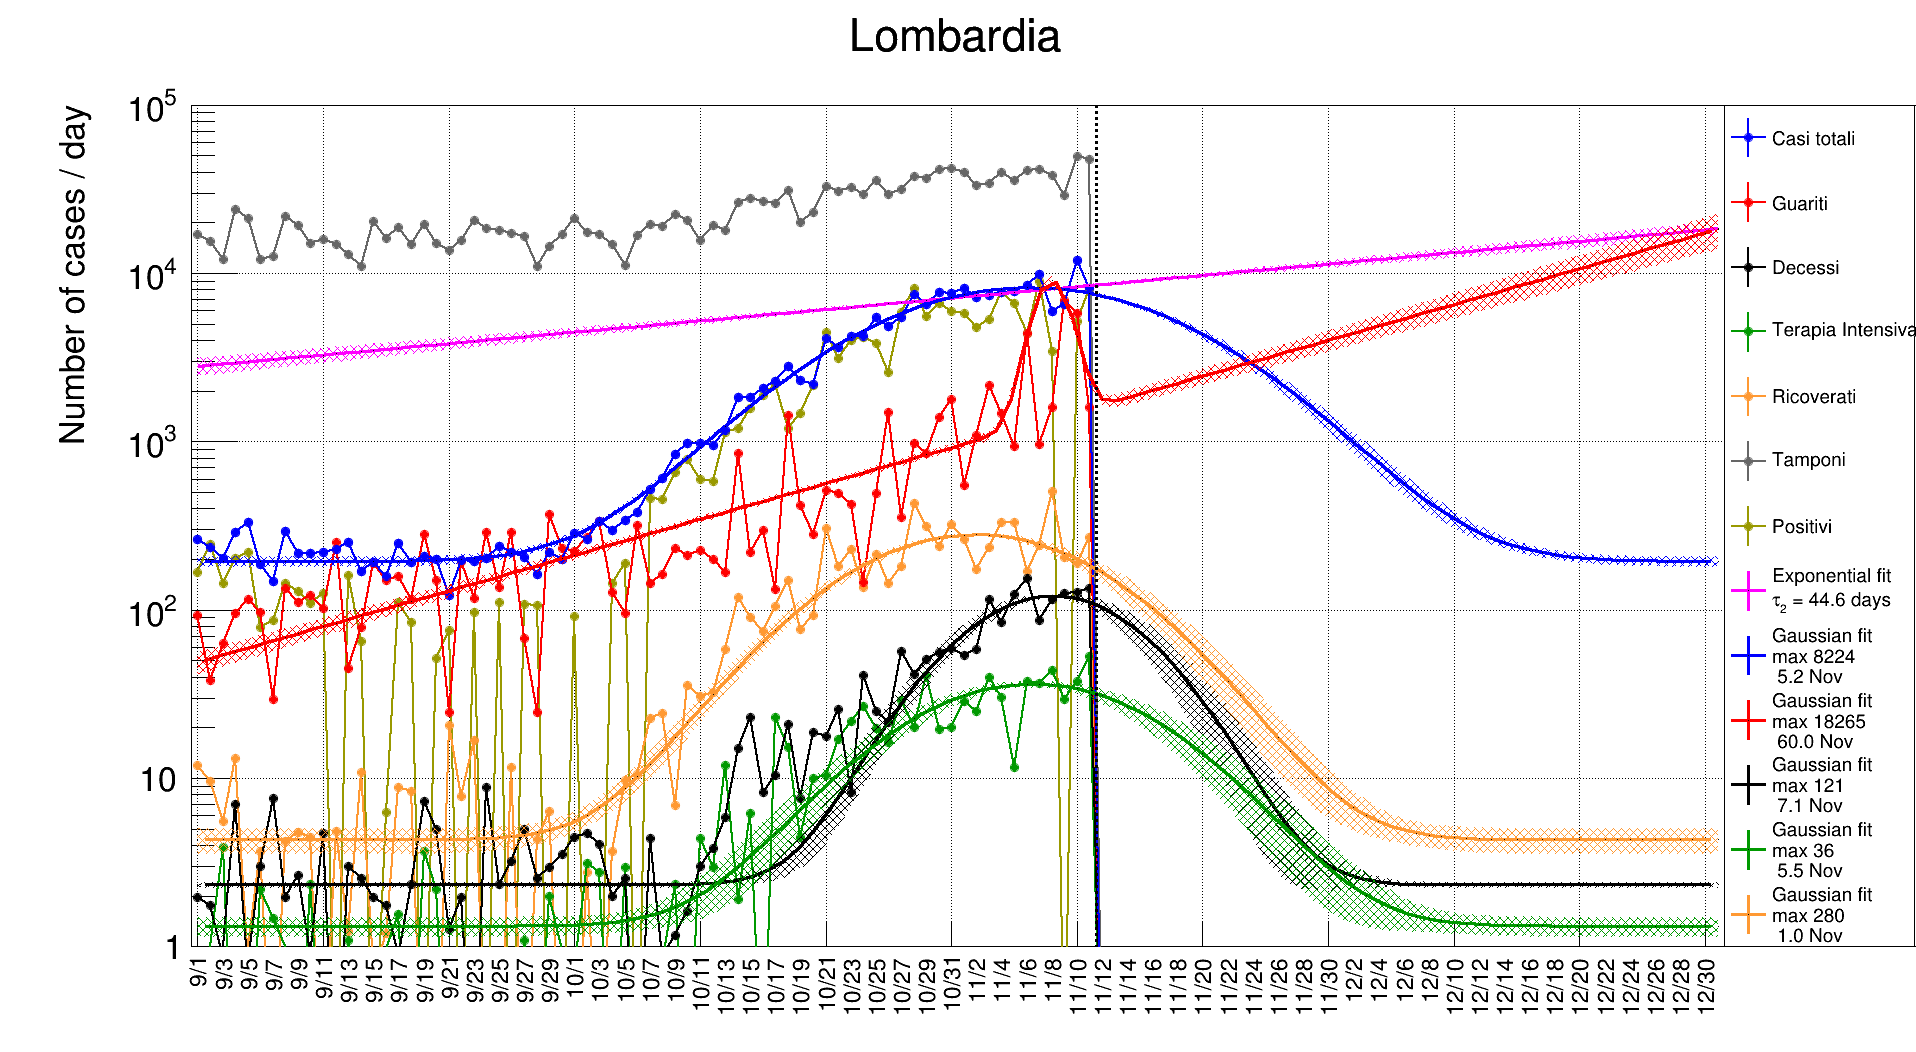 Lombardia
Number of cases / day
10^5
10^4
10^3
10^2
10
1
9/1 9/3 9/5 9/7 9/9 9/11 9/13 9/15 9/17 9/19 9/21 9/23 9/25 9/27 9/29 10/1 10/3 10/5 10/7 10/9 10/11 10/13 10/15 10/17 10/19 10/21 10/23 10/25 10/27 10/29 10/31 11/2 11/4 11/6 11/8 11/10 11/12 11/14 11/16 11/18 11/20 11/22 11/24 11/26 11/28 11/30 12/2 12/4 12/6 12/8 12/10 12/12 12/14 12/16 12/18 12/20 12/22 12/24 12/26 12/28 12/30
Casi totali
Guariti
Decessi
Terapia Intensiva
Ricoverati
Tamponi
Positivi
Exponential fit
τ_2 = 44.6 days
Gaussian fit
max 8224
5.2 Nov
Gaussian fit
max 18265
60.0 Nov
Gaussian fit
max 121
7.1 Nov
Gaussian fit
max 36
5.5 Nov
Gaussian fit
max 280
1.0 Nov